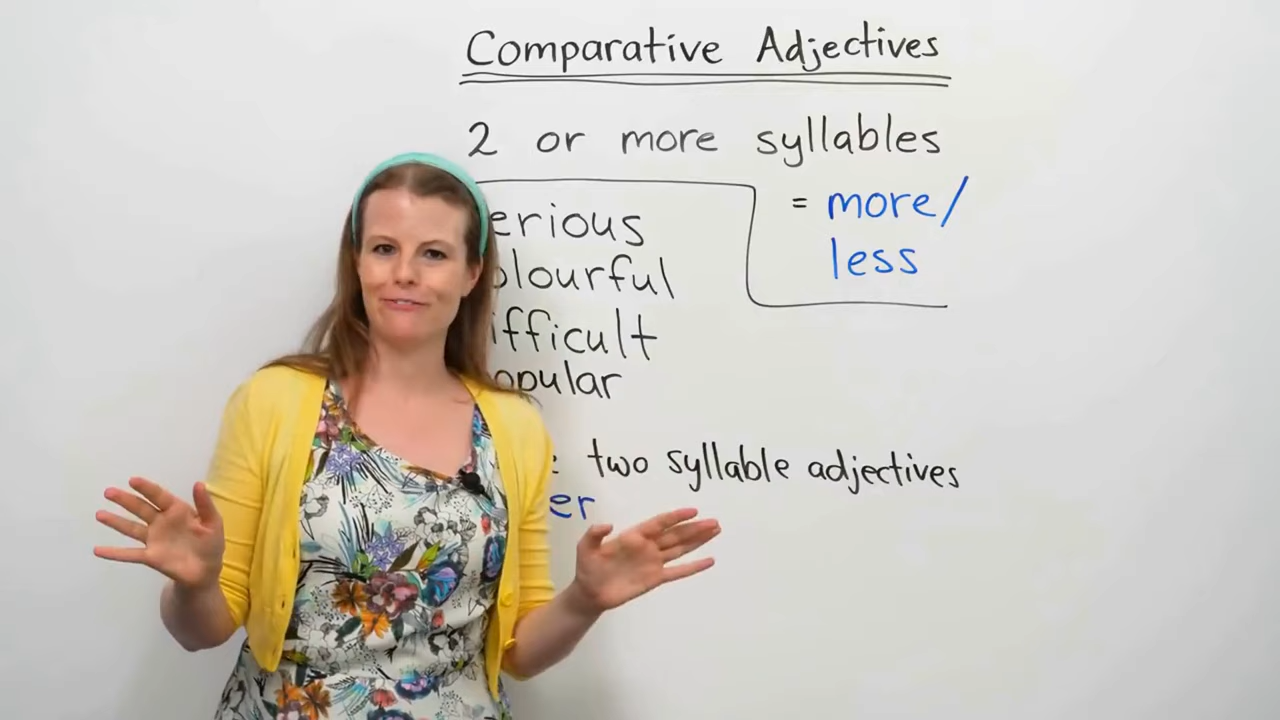 Comparative Adjectives
2 or more syllables
= more/
less
erious
olourful
ifficult
opular
two syllable adjectives
er